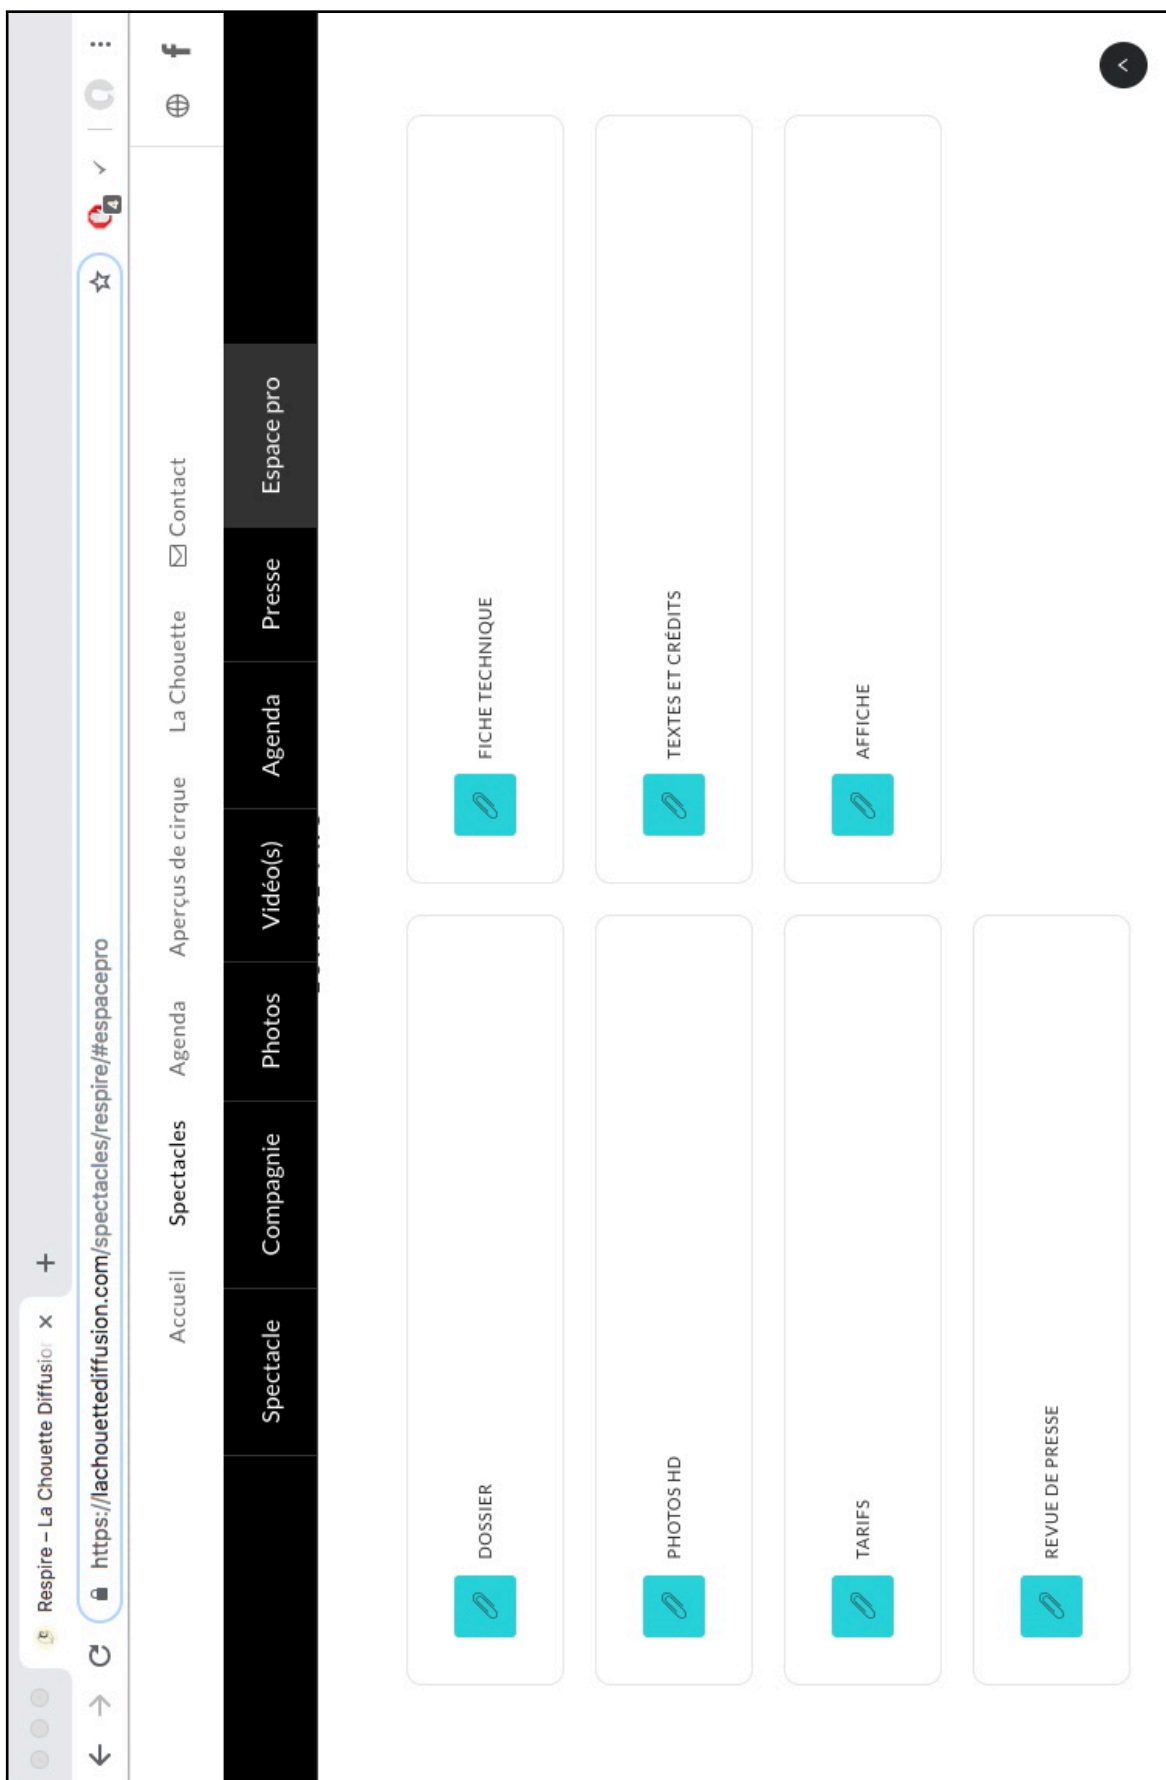 Respire – La Chouette Diffusion
https://lachouettediffusion.com/spectacles/respire/#espacepro
4
Accueil Spectacles Agenda Aperçus de cirque La Chouette Contact
Spectacle Compagnie Photos Vidéo(s) Agenda Presse Espace pro
DOSSIER FICHE TECHNIQUE
PHOTOS HD TEXTES ET CRÉDITS
TARIFS AFFICHE
REVUE DE PRESSE